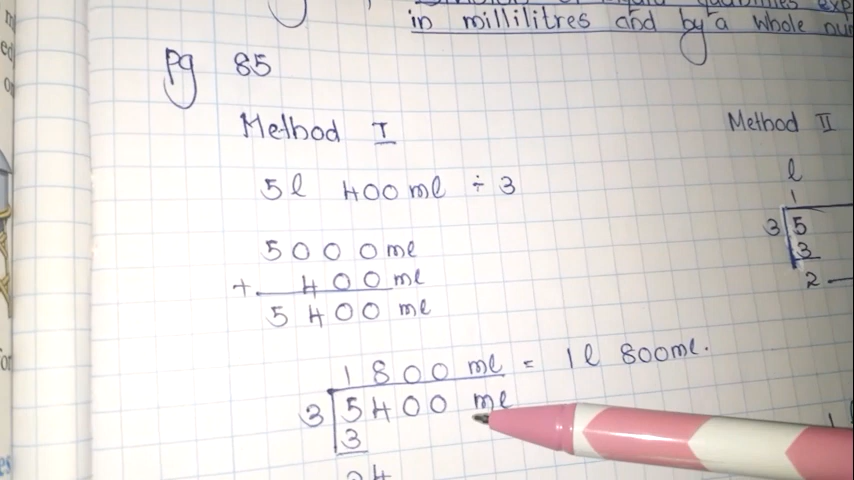 in millilitres and by a whole
Pg 85
Method I
5l 400ml ÷ 3
5000ml
+ 400ml
5400 ml
1800 ml = 1l 800ml.
3 5400 ml
3
24
Method II
l
1
3 5
3
2